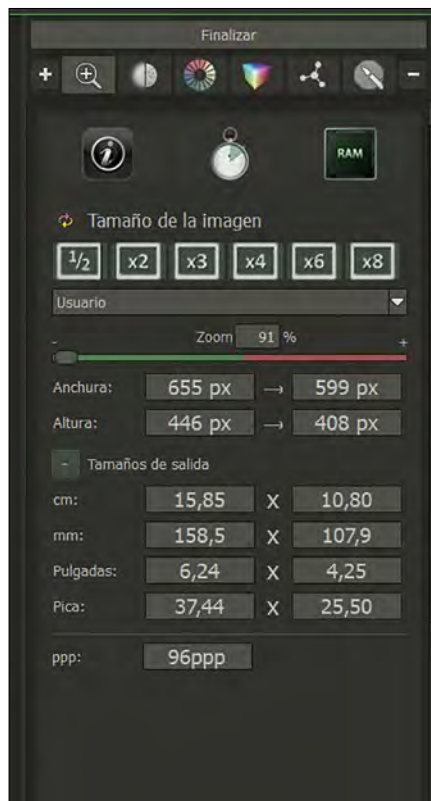 Finalizar
+ -
i RAM
Tamaño de la imagen
1/2 x2 x3 x4 x6 x8
Usuario
- Zoom 91 % +
Anchura: 655 px → 599 px
Altura: 446 px → 408 px
- Tamaños de salida
cm: 15,85 X 10,80
mm: 158,5 X 107,9
Pulgadas: 6,24 X 4,25
Pica: 37,44 X 25,50
ppp: 96ppp